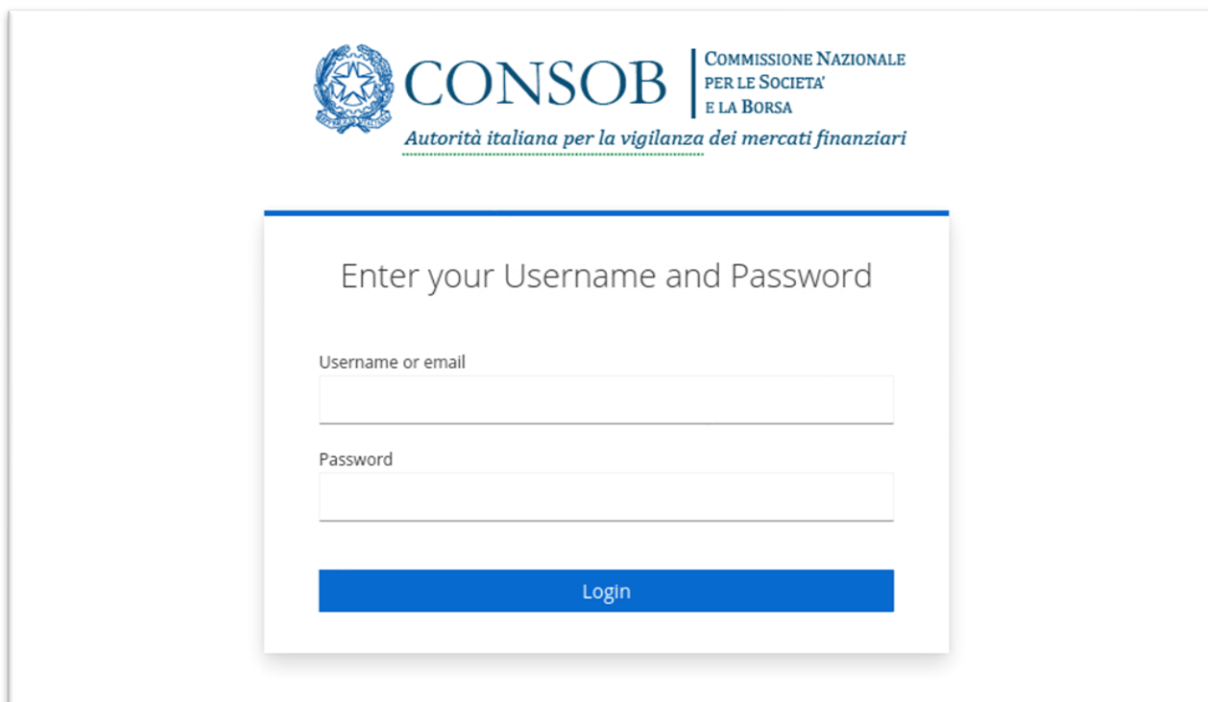 CONSOB
COMMISSIONE NAZIONALE
PER LE SOCIETA'
E LA BORSA
Autorità italiana per la vigilanza dei mercati finanziari
Enter your Username and Password
Username or email
Password
Login